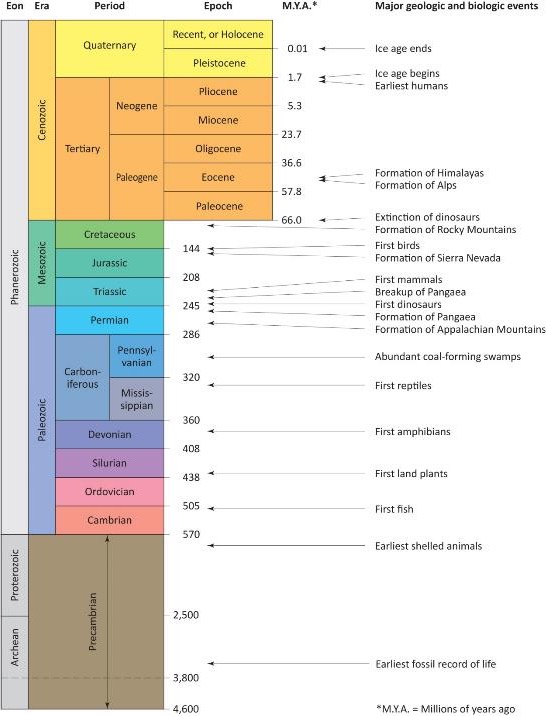 Eon Era Period Epoch M.Y.A.* Major geologic and biologic events
Phanerozoic
Proterozoic
Archean
Cenozoic
Mesozoic
Paleozoic
Quaternary
Tertiary
Neogene
Paleogene
Cretaceous
Jurassic
Triassic
Permian
Carbon-
iferous
Pennsyl-
vanian
Missis-
sippian
Devonian
Silurian
Ordovician
Cambrian
Precambrian
Recent, or Holocene
Pleistocene
Pliocene
Miocene
Oligocene
Eocene
Paleocene
0.01
1.7
5.3
23.7
36.6
57.8
66.0
144
208
245
286
320
360
408
438
505
570
2,500
3,800
4,600
Ice age ends
Ice age begins
Earliest humans
Formation of Himalayas
Formation of Alps
Extinction of dinosaurs
Formation of Rocky Mountains
First birds
Formation of Sierra Nevada
First mammals
Breakup of Pangaea
First dinosaurs
Formation of Pangaea
Formation of Appalachian Mountains
Abundant coal-forming swamps
First reptiles
First amphibians
First land plants
First fish
Earliest shelled animals
Earliest fossil record of life
*M.Y.A. = Millions of years ago